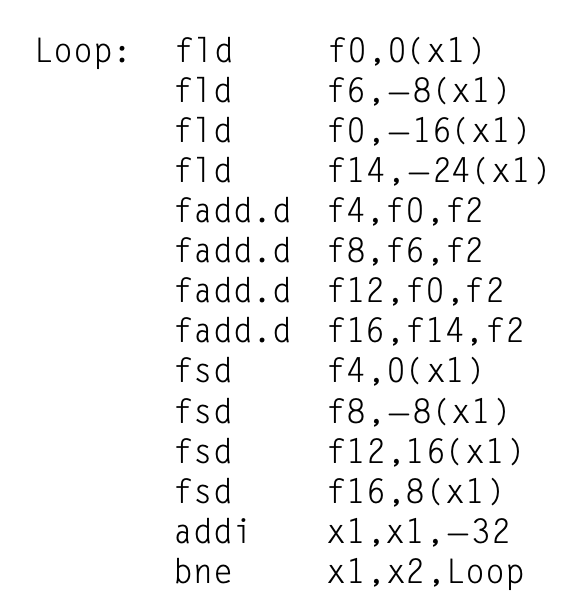 Loop: fld f0,0(x1)
fld f6,–8(x1)
fld f0,–16(x1)
fld f14,–24(x1)
fadd.d f4,f0,f2
fadd.d f8,f6,f2
fadd.d f12,f0,f2
fadd.d f16,f14,f2
fsd f4,0(x1)
fsd f8,–8(x1)
fsd f12,16(x1)
fsd f16,8(x1)
addi x1,x1,–32
bne x1,x2,Loop